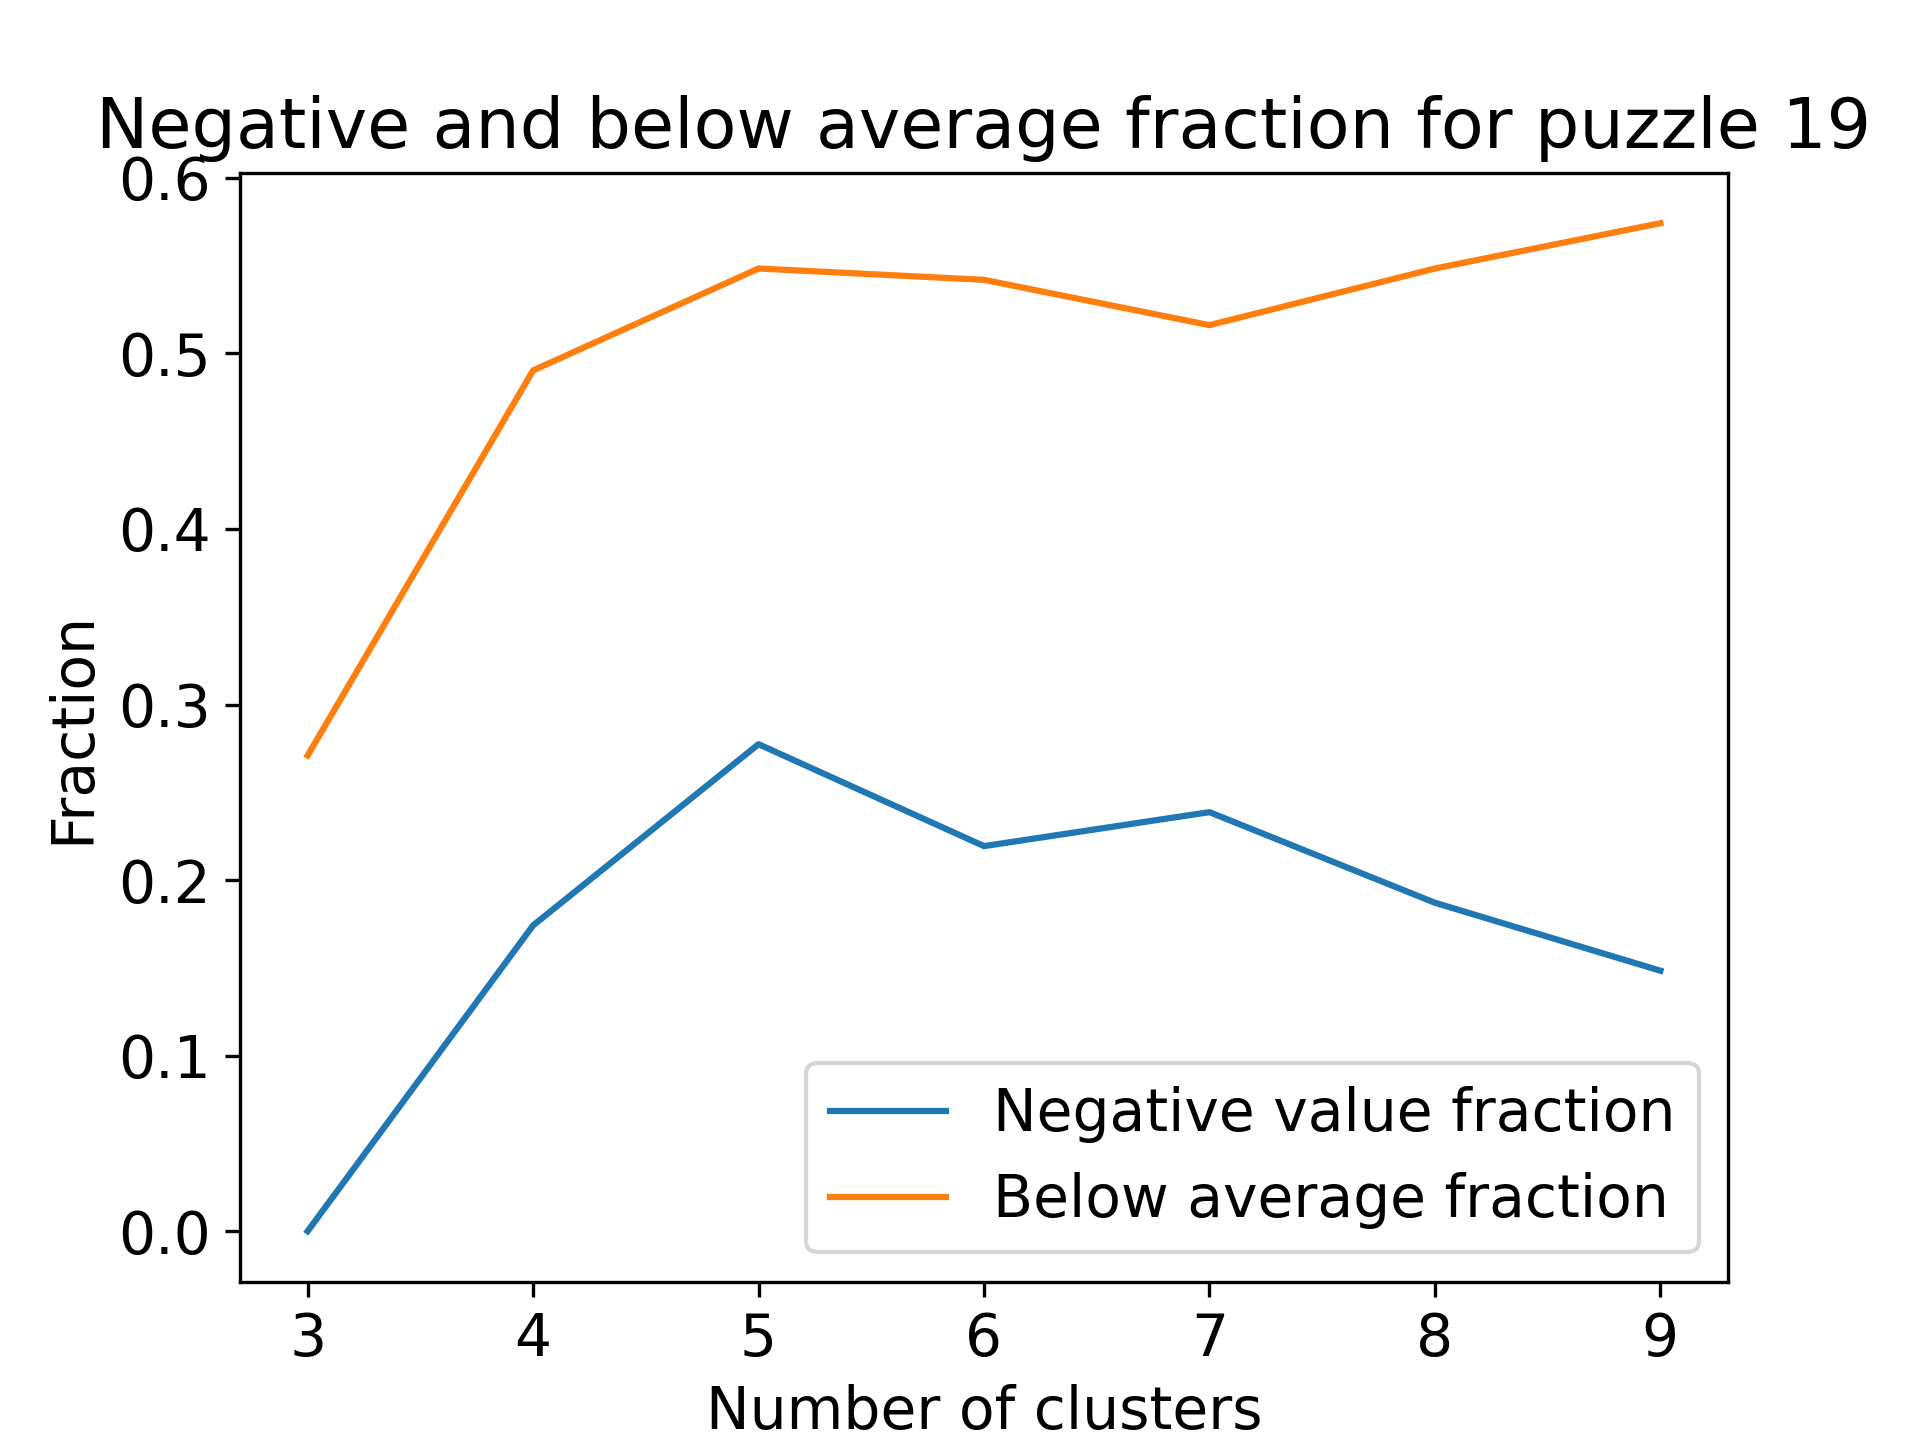 Negative and below average fraction for puzzle 19
0.6
0.5
0.4
0.3
0.2
0.1
0.0
Fraction
Negative value fraction
Below average fraction
3 4 5 6 7 8 9
Number of clusters